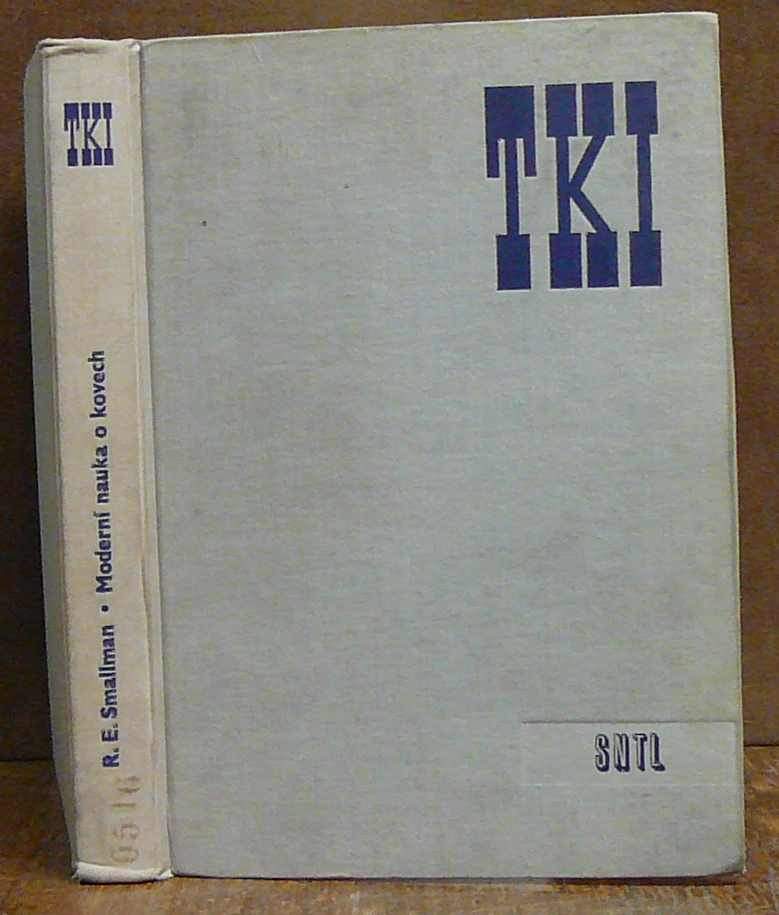 TKI
R. E. Smallman • Moderní nauka o kovech
TKI
SNTL